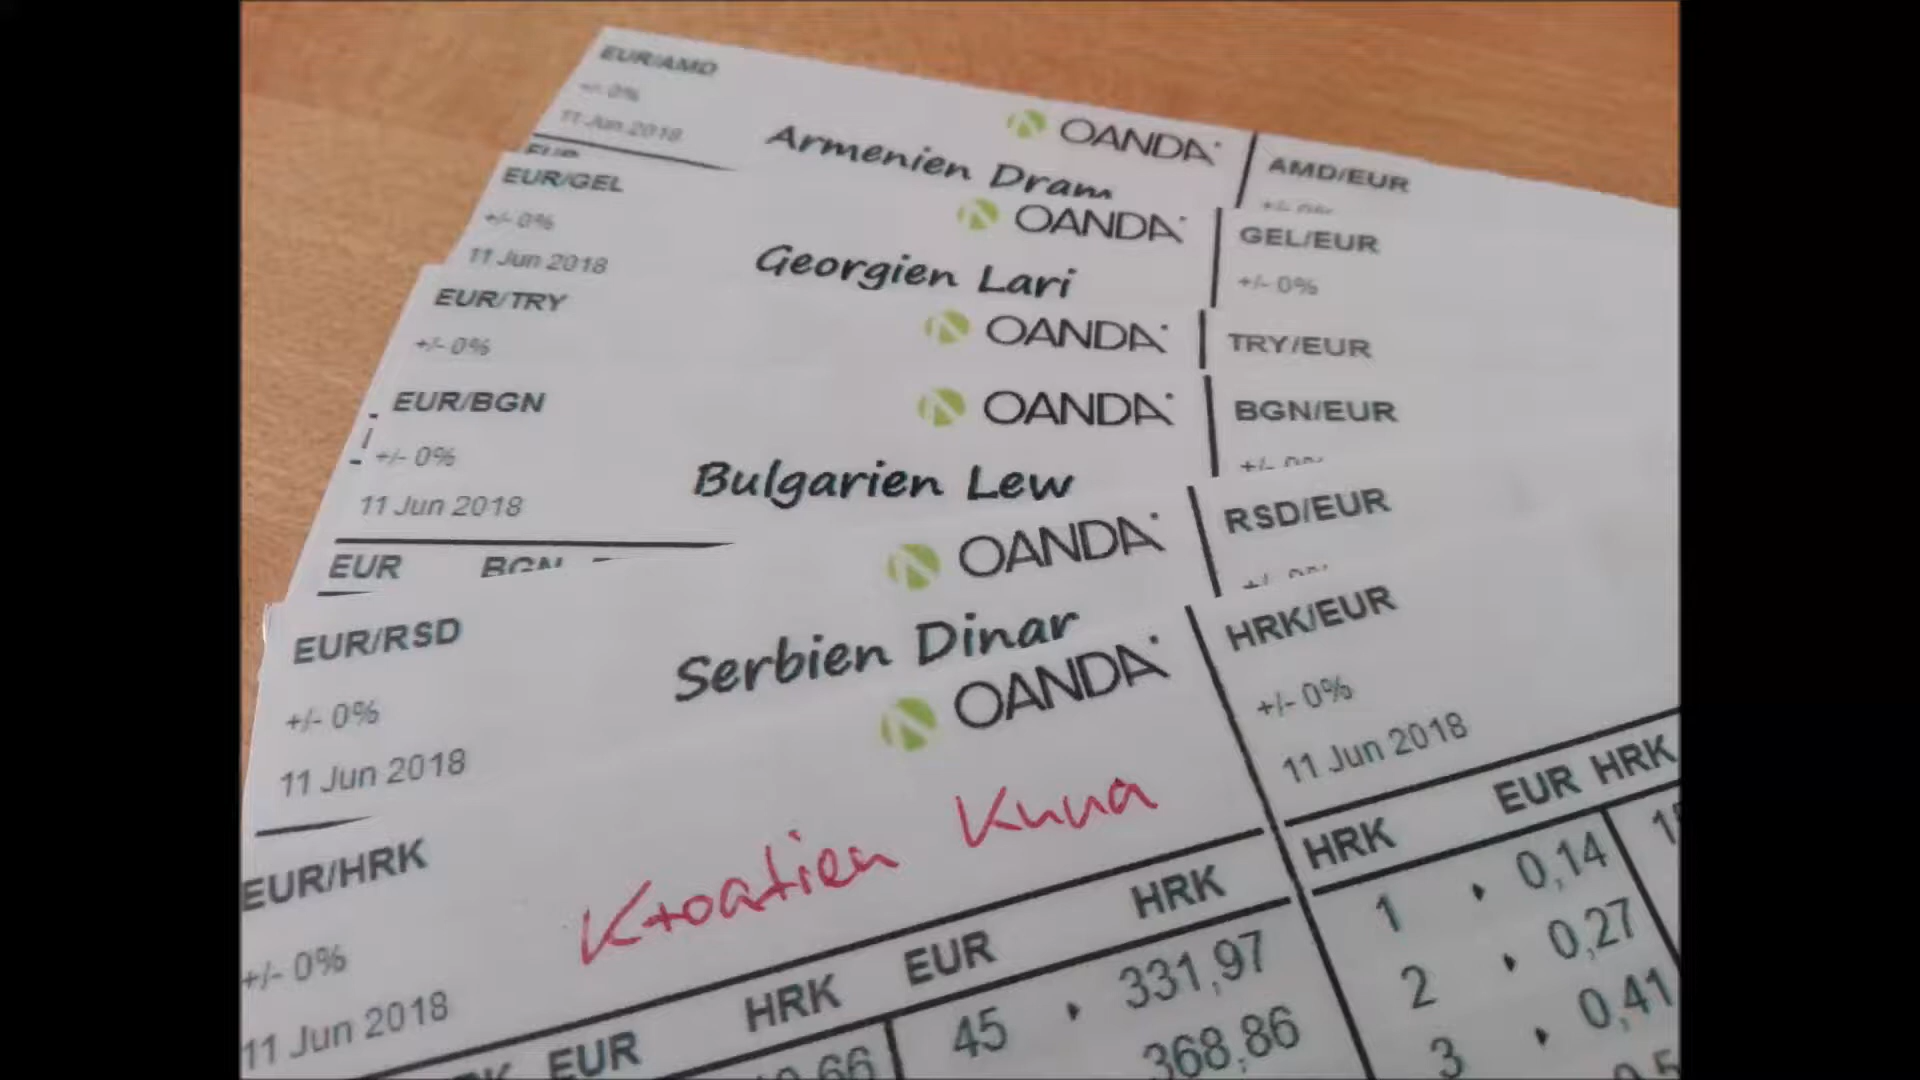 EUR/AMD
+/- 0%
11 Jun 2018
OANDA
Armenien Dram
AMD/EUR
EUR/GEL
+/- 0%
11 Jun 2018
OANDA
Georgien Lari
GEL/EUR
+/- 0%
EUR/TRY
+/- 0%
OANDA
TRY/EUR
EUR/BGN
+/- 0%
11 Jun 2018
EUR BGN
OANDA
Bulgarien Lew
BGN/EUR
EUR/RSD
+/- 0%
11 Jun 2018
OANDA
Serbien Dinar
RSD/EUR
EUR/HRK
+/- 0%
11 Jun 2018
OANDA
Kroatien Kuna
HRK EUR HRK
EUR 45 331,97
368,86
HRK/EUR
+/- 0%
11 Jun 2018
HRK EUR HRK
1 0,14
2 0,27
3 0,41